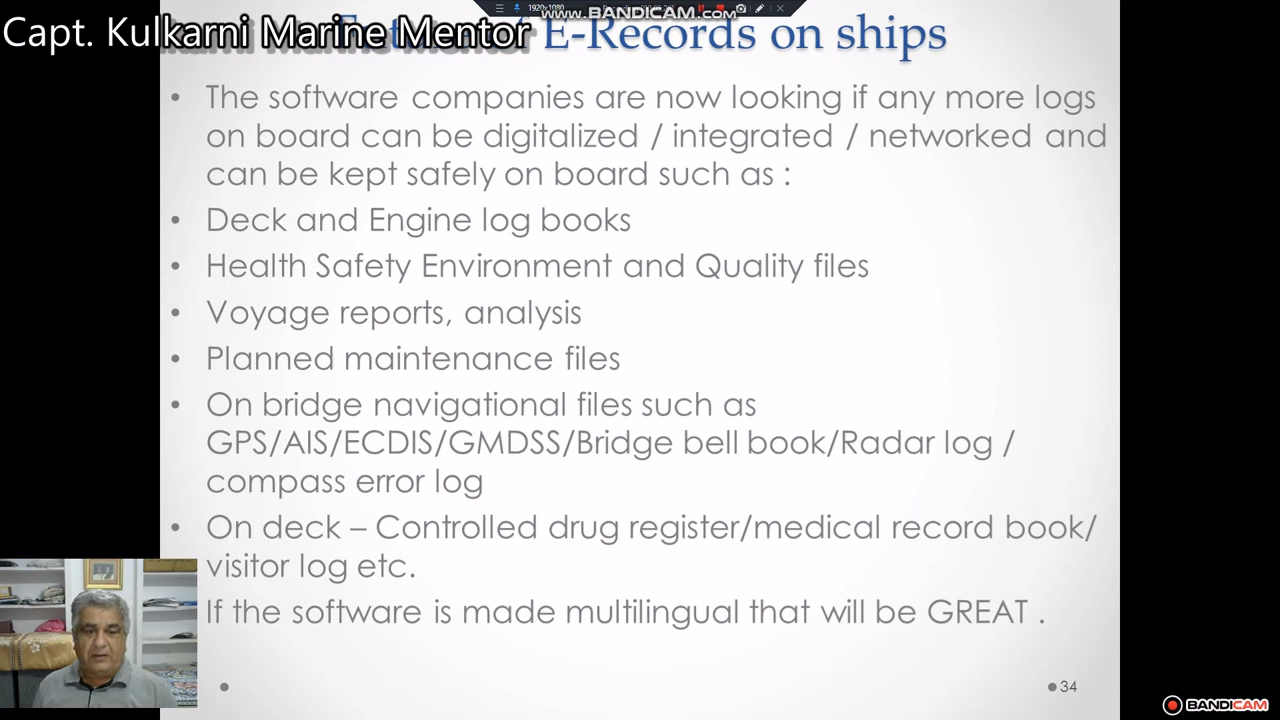 1920x1080
www.BANDICAM.com
Capt. Kulkarni Marine Mentor
E-Records on ships
• The software companies are now looking if any more logs
on board can be digitalized / integrated / networked and
can be kept safely on board such as :
• Deck and Engine log books
• Health Safety Environment and Quality files
• Voyage reports, analysis
• Planned maintenance files
• On bridge navigational files such as
GPS/AIS/ECDIS/GMDSS/Bridge bell book/Radar log /
compass error log
• On deck – Controlled drug register/medical record book/
visitor log etc.
If the software is made multilingual that will be GREAT .
34
BANDICAM